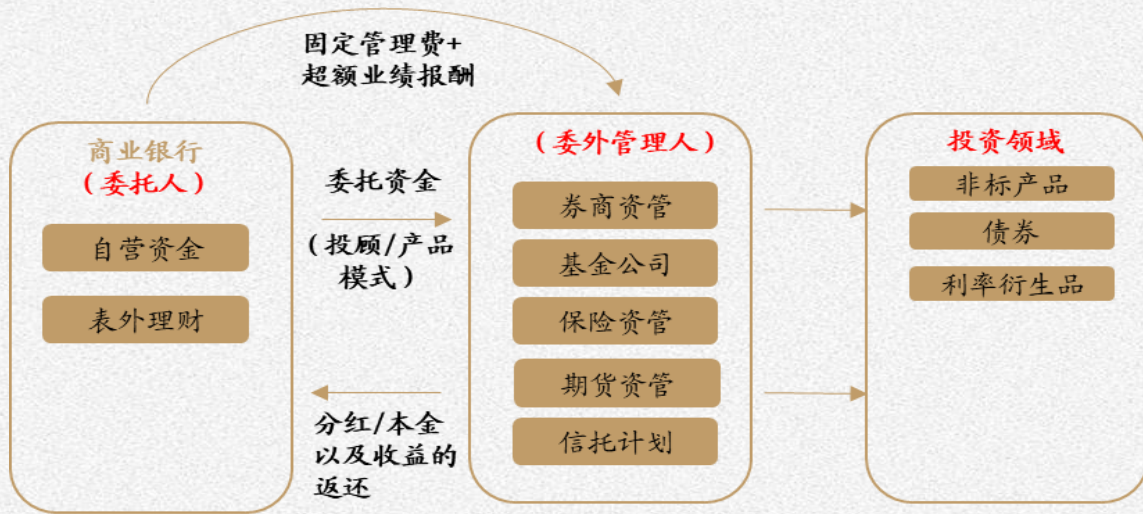 固定管理费+
超额业绩报酬
商业银行
(委托人)
自营资金
表外理财
委托资金
(投顾/产品
模式)
分红/本金
以及收益的
返还
(委外管理人)
券商资管
基金公司
保险资管
期货资管
信托计划
投资领域
非标产品
债券
利率衍生品